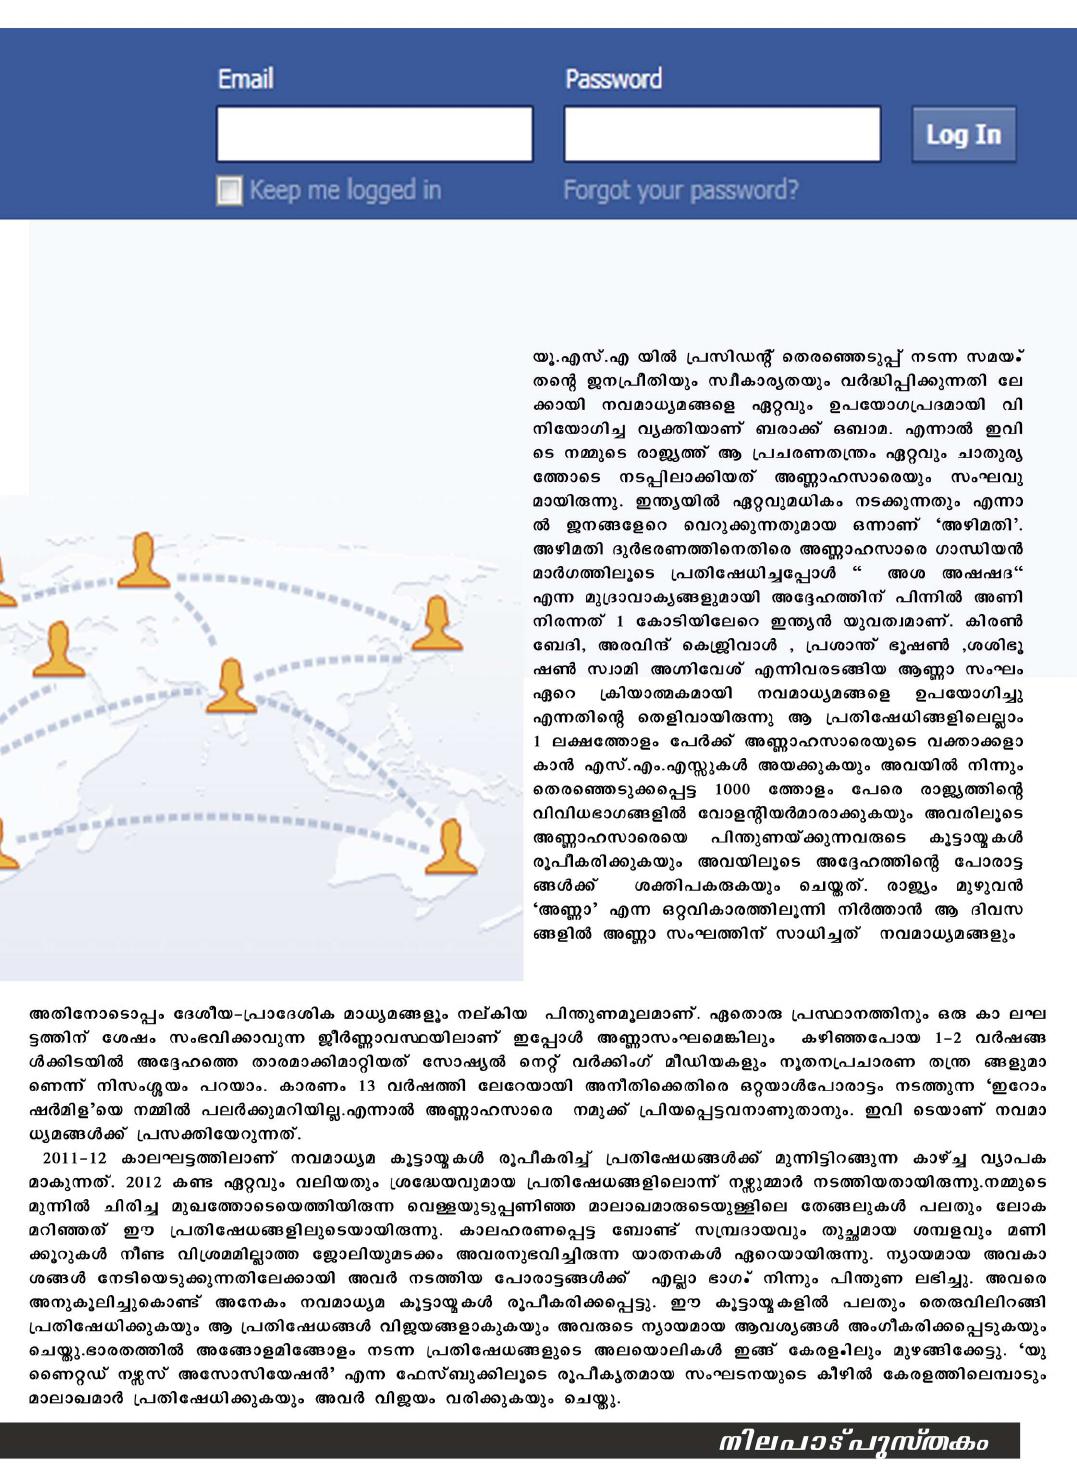 Email
Password
Log In
Keep me logged in
Forgot your password?
യൂ.എസ്.എ യിൽ പ്രസിഡന്റ് തെരഞ്ഞെടുപ്പ് നടന്ന സമയ
തന്റെ ജനപ്രീതിയും സ്വീകാര്യതയും വർദ്ധിപ്പിക്കുന്നതി ലേ
ക്കായി നവമാധ്യമങ്ങളെ ഏറ്റവും ഉപയോഗപ്രദമായി വി
നിയോഗിച്ച വ്യക്തിയാണ് ബരാക്ക് ഒബാമ. എന്നാൽ ഇവി
ടെ നമ്മുടെ രാജ്യത്ത് ആ പ്രചരണതന്ത്രം ഏറ്റവും ചാതുര്യ
ത്തോടെ നടപ്പിലാക്കിയത് അണ്ണാഹസാരെയും സംഘവു
മായിരുന്നു. ഇന്ത്യയിൽ ഏറ്റവുമധികം നടക്കുന്നതും എന്നാ
ൽ ജനങ്ങളേറെ വെറുക്കുന്നതുമായ ഒന്നാണ് ‘അഴിമതി’.
അഴിമതി ദുർഭരണത്തിനെതിരെ അണ്ണാഹസാരെ ഗാന്ധിയൻ
മാർഗത്തിലൂടെ പ്രതിഷേധിച്ചപ്പോൾ “ അശ അഷഷദ“
എന്ന മുദ്രാവാക്യങ്ങളുമായി അദ്ദേഹത്തിന് പിന്നിൽ അണി
നിരന്നത് 1 കോടിയിലേറെ ഇന്ത്യൻ യുവത്വമാണ്. കിരൺ
ബേദി, അരവിന്ദ് കെജ്രിവാൾ , പ്രശാന്ത് ഭൂഷൺ ,ശശിഭൂ
ഷൺ സ്വാമി അഗ്നിവേശ് എന്നിവരടങ്ങിയ ആണ്ണാ സംഘം
ഏറെ ക്രിയാത്മകമായി നവമാധ്യമങ്ങളെ ഉപയോഗിച്ചു
എന്നതിന്റെ തെളിവായിരുന്നു ആ പ്രതിഷേധിങ്ങളിലെല്ലാം
1 ലക്ഷത്തോളം പേർക്ക് അണ്ണാഹസാരെയുടെ വക്താക്കളാ
കാൻ എസ്.എം.എസ്സുകൾ അയക്കുകയും അവയിൽ നിന്നും
തെരഞ്ഞെടുക്കപ്പെട്ട 1000 ത്തോളം പേരെ രാജ്യത്തിന്റെ
വിവിധഭാഗങ്ങളിൽ വോളന്റിയർമാരാക്കുകയും അവരിലൂടെ
അണ്ണാഹസാരെയെ പിന്തുണയ്ക്കുന്നവരുടെ കൂട്ടായ്മകൾ
രൂപീകരിക്കുകയും അവയിലൂടെ അദ്ദേഹത്തിന്റെ പോരാട്ട
ങ്ങൾക്ക് ശക്തിപകരുകയും ചെയ്തത്. രാജ്യം മുഴുവൻ
‘അണ്ണാ’ എന്ന ഒറ്റവികാരത്തിലൂന്നി നിർത്താൻ ആ ദിവസ
ങ്ങളിൽ അണ്ണാ സംഘത്തിന് സാധിച്ചത് നവമാധ്യമങ്ങളും
അതിനോടൊപ്പം ദേശീയ-പ്രാദേശിക മാധ്യമങ്ങളൂം നല്കിയ പിന്തുണമൂലമാണ്. ഏതൊരു പ്രസ്ഥാനത്തിനും ഒരു കാ ലഘ
ട്ടത്തിന് ശേഷം സംഭവിക്കാവുന്ന ജീർണ്ണാവസ്ഥയിലാണ് ഇപ്പോൾ അണ്ണാസംഘമെങ്കിലും കഴിഞ്ഞപോയ 1-2 വർഷങ്ങ
ൾക്കിടയിൽ അദ്ദേഹത്തെ താരമാക്കിമാറ്റിയത് സോഷ്യൽ നെറ്റ് വർക്കിംഗ് മീഡിയകളും നൂതനപ്രചാരണ തന്ത്ര ങ്ങളുമാ
ണെന്ന് നിസംശ്ശയം പറയാം. കാരണം 13 വർഷത്തി ലേറേയായി അനീതിക്കെതിരെ ഒറ്റയാൾപോരാട്ടം നടത്തുന്ന ‘ഇറോം
ഷർമിള’യെ നമ്മിൽ പലർക്കുമറിയില്ല.എന്നാൽ അണ്ണാഹസാരെ നമുക്ക് പ്രിയപ്പെട്ടവനാണുതാനും. ഇവി ടെയാണ് നവമാ
ധ്യമങ്ങൾക്ക് പ്രസക്തിയേറുന്നത്.
2011-12 കാലഘട്ടത്തിലാണ് നവമാധ്യമ കൂട്ടായ്മകൾ രൂപീകരിച്ച് പ്രതിഷേധങ്ങൾക്ക് മുന്നിട്ടിറങ്ങുന്ന കാഴ്ച്ച വ്യാപക
മാകുന്നത്. 2012 കണ്ട ഏറ്റവും വലിയതും ശ്രദ്ധേയവുമായ പ്രതിഷേധങ്ങളിലൊന്ന് നഴ്സുമ്മാർ നടത്തിയതായിരുന്നു.നമ്മുടെ
മുന്നിൽ ചിരിച്ച മുഖത്തോടെയെത്തിയിരുന്ന വെള്ളയുടുപ്പണിഞ്ഞ മാലാഖമാരുടെയുള്ളിലെ തേങ്ങലുകൾ പലതും ലോക
മറിഞ്ഞത് ഈ പ്രതിഷേധങ്ങളിലുടെയായിരുന്നു. കാലഹരണപ്പെട്ട ബോണ്ട് സമ്പ്രദായവും തുച്ഛമായ ശമ്പളവും മണി
ക്കൂറുകൾ നീണ്ട വിശ്രമമില്ലാത്ത ജോലിയുമടക്കം അവരനുഭവിച്ചിരുന്ന യാതനകൾ ഏറെയായിരുന്നു. ന്യായമായ അവകാ
ശങ്ങൾ നേടിയെടുക്കുന്നതിലേക്കായി അവർ നടത്തിയ പോരാട്ടങ്ങൾക്ക് എല്ലാ ഭാഗ നിന്നും പിന്തുണ ലഭിച്ചു. അവരെ
അനുകൂലിച്ചുകൊണ്ട് അനേകം നവമാധ്യമ കൂട്ടായ്മകൾ രൂപീകരിക്കപ്പെട്ടു. ഈ കൂട്ടായ്മകളിൽ പലതും തെരുവിലിറങ്ങി
പ്രതിഷേധിക്കുകയും ആ പ്രതിഷേധങ്ങൾ വിജയങ്ങളാകുകയും അവരുടെ ന്യായമായ ആവശ്യങ്ങൾ അംഗീകരിക്കപ്പെടുകയും
ചെയ്തു.ഭാരതത്തിൽ അങ്ങോളമിങ്ങോളം നടന്ന പ്രതിഷേധങ്ങളുടെ അലയൊലികൾ ഇങ്ങ് മുഴങ്ങിക്കേട്ടു. ‘യു
ണൈറ്റഡ് നഴ്സസ് അസോസിയേഷൻ’ എന്ന ഫേസ്ബുക്കിലൂടെ രൂപീകൃതമായ സംഘടനയുടെ കീഴിൽ കേരളത്തിലെമ്പാടും
മാലാഖമാർ പ്രതിഷേധിക്കുകയും അവർ വിജയം വരിക്കുകയും ചെയ്തു.
നിലപാട്പുസ്തകം